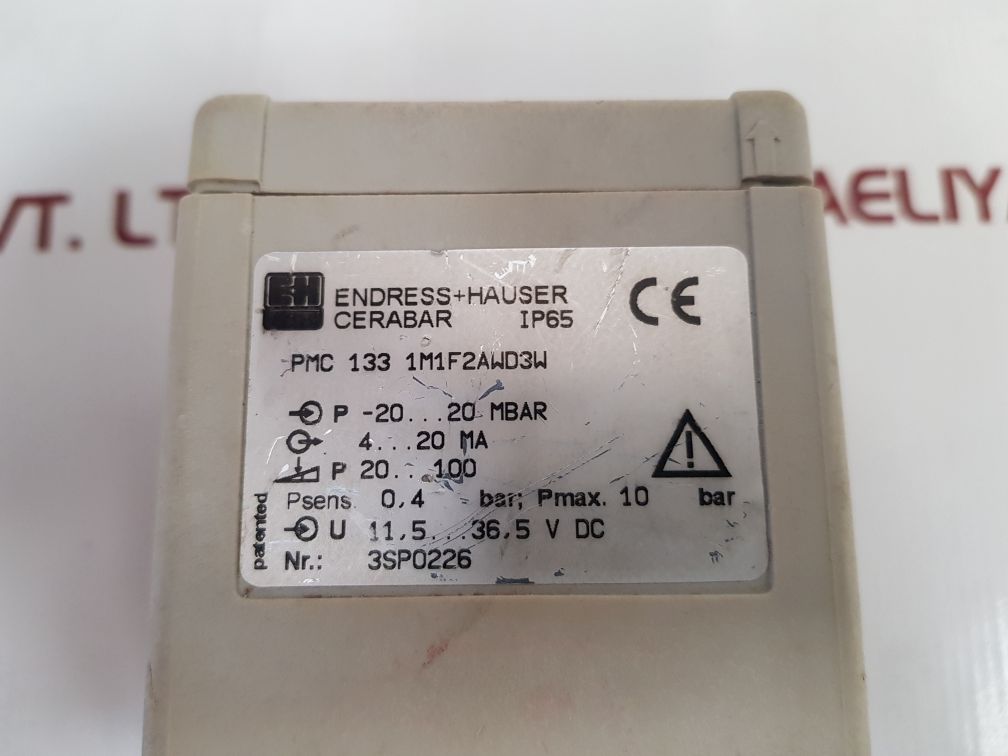 VT. LT
AELIY
E+H
ENDRESS+HAUSER
CERABAR IP65
CE
PMC 133 1M1F2AWD3W
P -20...20 MBAR
4...20 MA
P 20...100
Psens. 0,4 bar; Pmax. 10 bar
U 11,5...36,5 V DC
Nr.: 3SP0226
patented